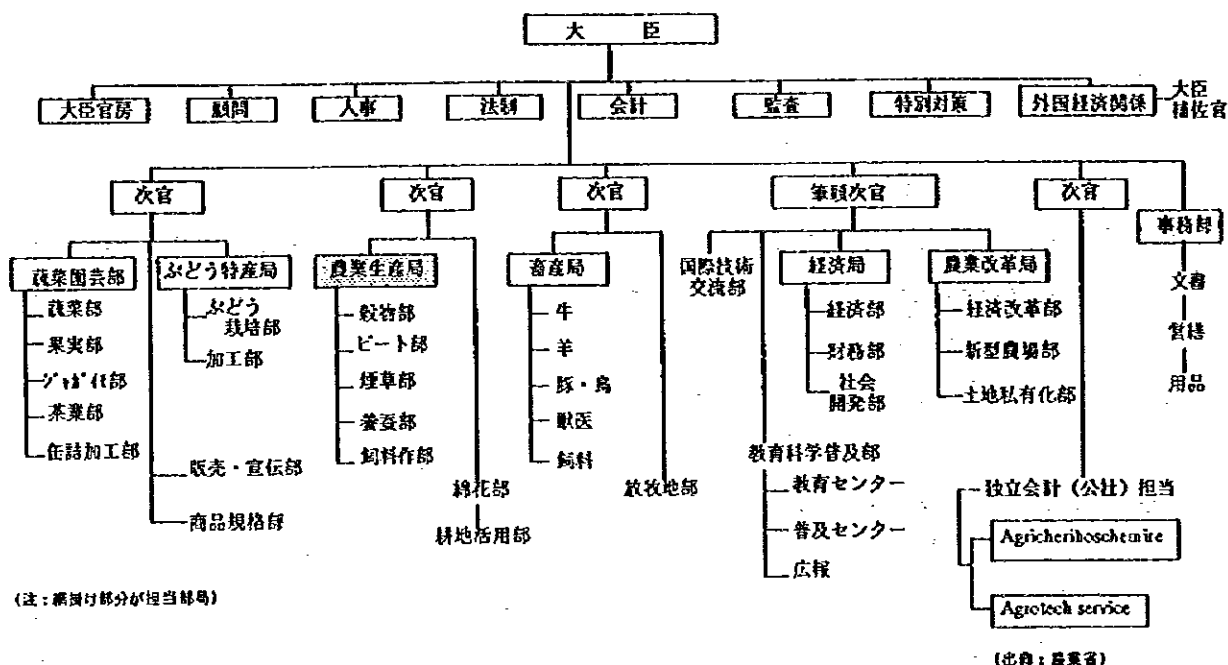 大臣
大臣官房
顧問
人事
法制
会計
監査
特別対策
外国経済関係
大臣
補佐官
次官
次官
次官
筆頭次官
次官
事務部
蔬菜園芸部
ぶどう特産局
農業生産局
畜産局
国際技術
交流部
経済局
農業改革局
文書
営繕
用品
蔬菜部
果実部
ジャガイモ部
茶葉部
缶詰加工部
ぶどう
栽培部
加工部
販売・宣伝部
商品規格部
穀物部
ビート部
煙草部
養蚕部
飼料作部
綿花部
耕地活用部
牛
羊
豚・鳥
獣医
飼料
放牧地部
経済部
財務部
社会
開発部
経済改革部
新型農場部
土地私有化部
教育科学普及部
教育センター
普及センター
広報
独立会計（公社）担当
Agricheriboschemire
Agrotech service
(注：網掛け部分が担当部局)
(出典：農業省)